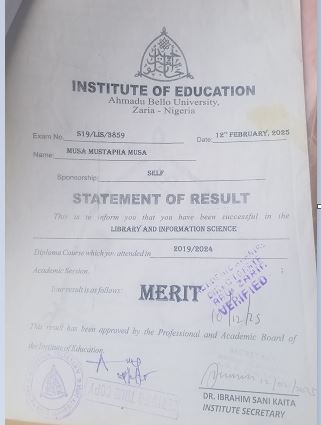 INSTITUTE OF EDUCATION
Ahmadu Bello University,
Zaria - Nigeria
Exam No. S19/LIS/3859 Date: 12TH FEBRUARY, 2025
Name: MUSA MUSTAPHA MUSA
Sponsorship: SELF
STATEMENT OF RESULT
This is to inform you that you have been successful in the
LIBRARY AND INFORMATION SCIENCE
Diploma Course which you attended in 2019/2024
Academic Session.
Your result is as follows: MERIT
VERIFIED
10/12/25
This result has been approved by the Professional and Academic Board of
the Institute of Education.
DR. IBRAHIM SANI KAITA
INSTITUTE SECRETARY